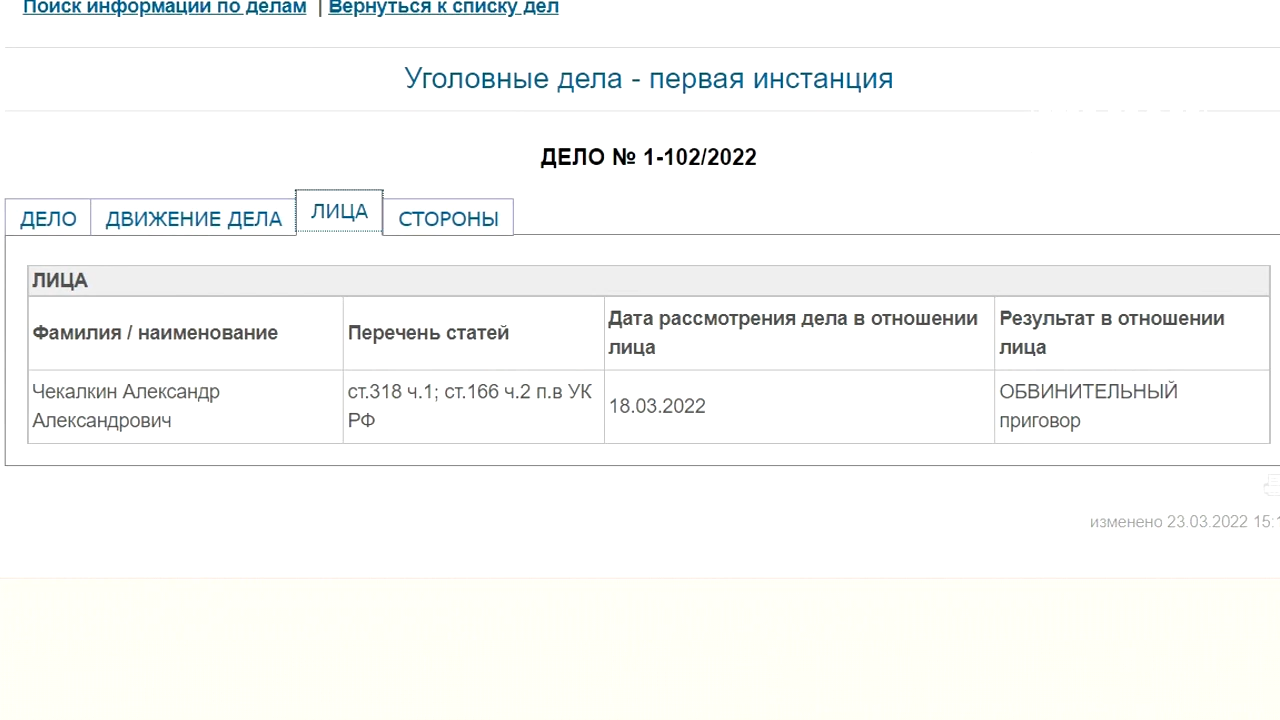 Поиск информации по делам | Вернуться к списку дел
Уголовные дела - первая инстанция
ДЕЛО № 1-102/2022
ДЕЛО ДВИЖЕНИЕ ДЕЛА ЛИЦА СТОРОНЫ
ЛИЦА
Фамилия / наименование
Перечень статей
Дата рассмотрения дела в отношении
лица
Результат в отношении
лица
Чекалкин Александр
Александрович
ст.318 ч.1; ст.166 ч.2 п.в УК
РФ
18.03.2022
ОБВИНИТЕЛЬНЫЙ
приговор
изменено 23.03.2022 15: